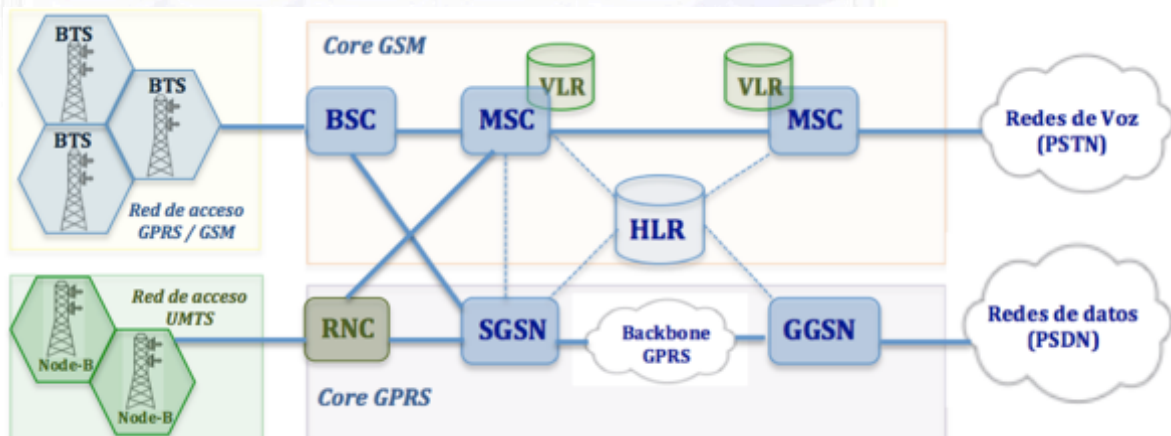 Core GSM
BTS
BTS
BTS
Red de acceso
GPRS / GSM
BSC
MSC
VLR
VLR
MSC
HLR
Redes de Voz
(PSTN)
Red de acceso
UMTS
Node-B
Node-B
RNC
SGSN
Backbone
GPRS
GGSN
Redes de datos
(PSDN)
Core GPRS